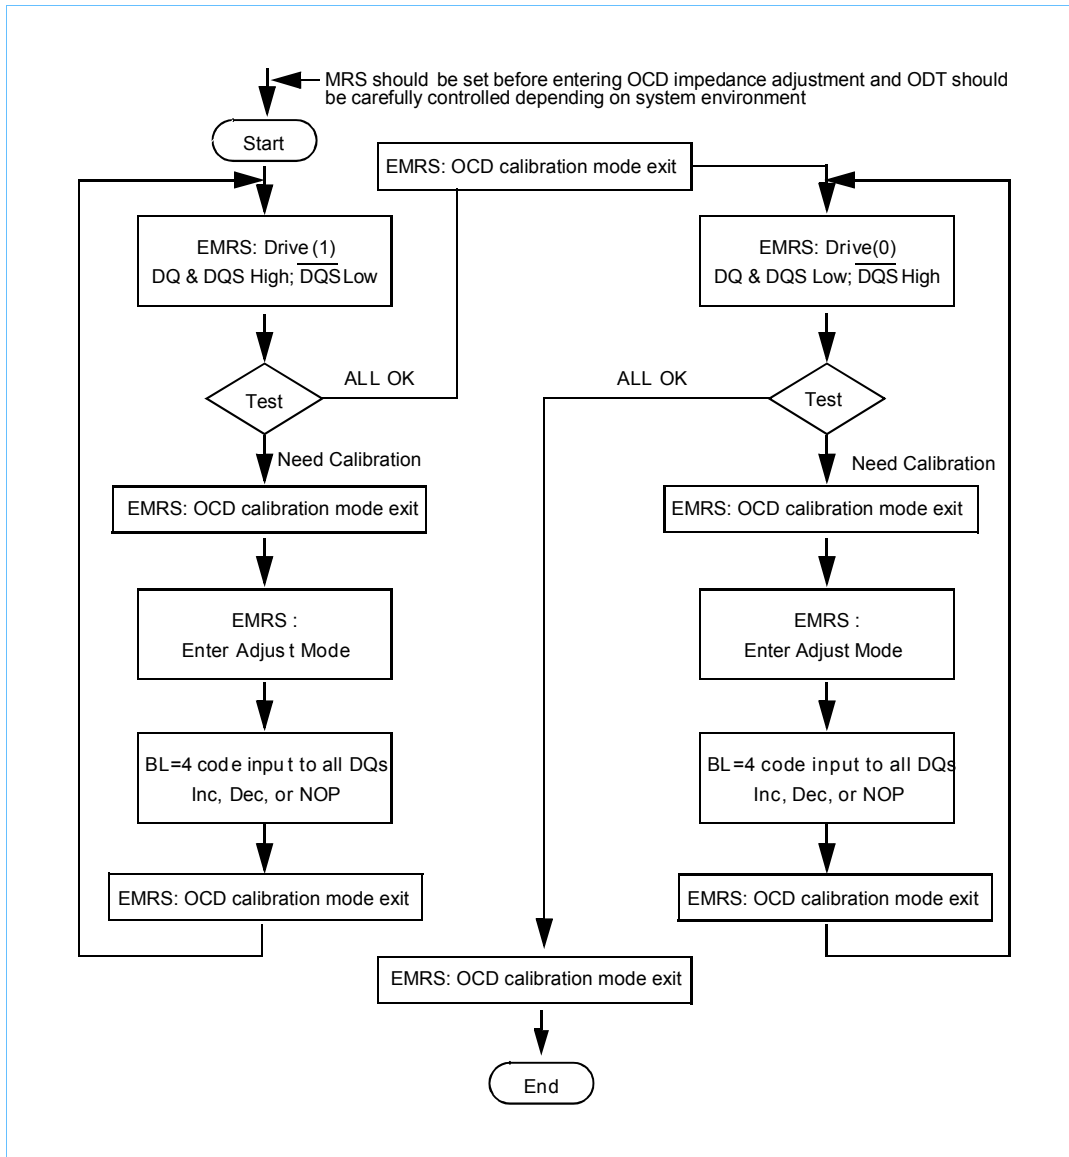 MRS should be set before entering OCD impedance adjustment and ODT should
be carefully controlled depending on system environment
Start
EMRS: OCD calibration mode exit
EMRS: Drive (1)
DQ & DQS High; D̅Q̅S̅ Low
Test
ALL OK
Need Calibration
EMRS: OCD calibration mode exit
EMRS :
Enter Adjust Mode
BL=4 code input to all DQs
Inc, Dec, or NOP
EMRS: OCD calibration mode exit
EMRS: Drive(0)
DQ & DQS Low; D̅Q̅S̅ High
Test
ALL OK
Need Calibration
EMRS: OCD calibration mode exit
EMRS :
Enter Adjust Mode
BL=4 code input to all DQs
Inc, Dec, or NOP
EMRS: OCD calibration mode exit
EMRS: OCD calibration mode exit
End